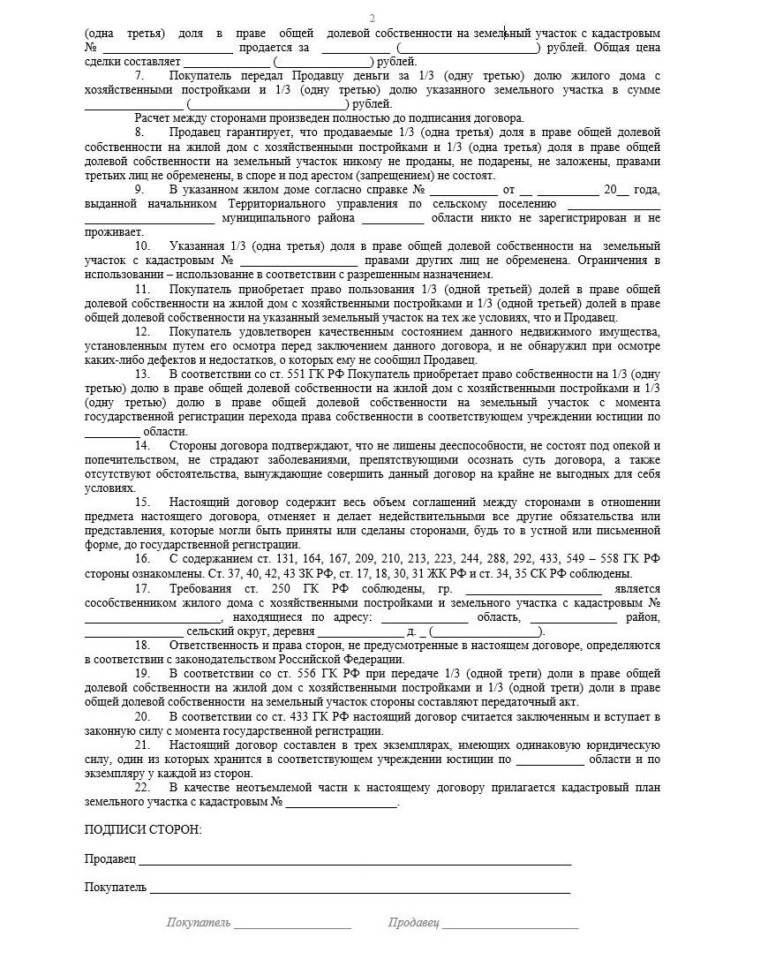 2
(одна третья) доля в праве общей долевой собственности на земельный участок с кадастровым
№ ______________________ продается за ___________ (_______________________) рублей. Общая цена
сделки составляет ______________ (________________) рублей.
7. Покупатель передал Продавцу деньги за 1/3 (одну третью) долю жилого дома с
хозяйственными постройками и 1/3 (одну третью) долю указанного земельного участка в сумме
________________ (__________________________) рублей.
Расчет между сторонами произведен полностью до подписания договора.
8. Продавец гарантирует, что продаваемые 1/3 (одна третья) доля в праве общей долевой
собственности на жилой дом с хозяйственными постройками и 1/3 (одна третья) доля в праве общей
долевой собственности на земельный участок никому не проданы, не подарены, не заложены, правами
третьих лиц не обременены, в споре и под арестом (запрещением) не состоят.
9. В указанном жилом доме согласно справке № ___________ от __ _________ 20__ года,
выданной начальником Территориального управления по сельскому поселению _______________
_____________________ муниципального района __________ области никто не зарегистрирован и не
проживает.
10. Указанная 1/3 (одна третья) доля в праве общей долевой собственности на земельный
участок с кадастровым № ___________________ правами других лиц не обременена. Ограничения в
использовании – использование в соответствии с разрешенным назначением.
11. Покупатель приобретает право пользования 1/3 (одной третьей) долей в праве общей
долевой собственности на жилой дом с хозяйственными постройками и 1/3 (одной третьей) долей в праве
общей долевой собственности на указанный земельный участок на тех же условиях, что и Продавец.
12. Покупатель удовлетворен качественным состоянием данного недвижимого имущества,
установленным путем его осмотра перед заключением данного договора, и не обнаружил при осмотре
каких-либо дефектов и недостатков, о которых ему не сообщил Продавец.
13. В соответствии со ст. 551 ГК РФ Покупатель приобретает право собственности на 1/3 (одну
третью) долю в праве общей долевой собственности на жилой дом с хозяйственными постройками и 1/3
(одну третью) долю в праве общей долевой собственности на земельный участок с момента
государственной регистрации перехода права собственности в соответствующем учреждении юстиции по
_________ области.
14. Стороны договора подтверждают, что не лишены дееспособности, не состоят под опекой и
попечительством, не страдают заболеваниями, препятствующими осознать суть договора, а также
отсутствуют обстоятельства, вынуждающие совершить данный договор на крайне не выгодных для себя
условиях.
15. Настоящий договор содержит весь объем соглашений между сторонами в отношении
предмета настоящего договора, отменяет и делает недействительными все другие обязательства или
представления, которые могли быть приняты или сделаны сторонами, будь то в устной или письменной
форме, до государственной регистрации.
16. С содержанием ст. 131, 164, 167, 209, 210, 213, 223, 244, 288, 292, 433, 549 – 558 ГК РФ
стороны ознакомлены. Ст. 37, 40, 42, 43 ЗК РФ, ст. 17, 18, 30, 31 ЖК РФ и ст. 34, 35 СК РФ соблюдены.
17. Требования ст. 250 ГК РФ соблюдены, гр. ______________________ является
сособственником жилого дома с хозяйственными постройками и земельного участка с кадастровым №
______________________, находящиеся по адресу: ______________ область, ______________ район,
________________ сельский округ, деревня ______________ д. _ (_________________).
18. Ответственность и права сторон, не предусмотренные в настоящем договоре, определяются
в соответствии с законодательством Российской Федерации.
19. В соответствии со ст. 556 ГК РФ при передаче 1/3 (одной трети) доли в праве общей
долевой собственности на жилой дом с хозяйственными постройками и 1/3 (одной трети) доли в праве
общей долевой собственности на земельный участок стороны составляют передаточный акт.
20. В соответствии со ст. 433 ГК РФ настоящий договор считается заключенным и вступает в
законную силу с момента государственной регистрации.
21. Настоящий договор составлен в трех экземплярах, имеющих одинаковую юридическую
силу, один из которых хранится в соответствующем учреждении юстиции по ___________ области и по
экземпляру у каждой из сторон.
22. В качестве неотъемлемой части к настоящему договору прилагается кадастровый план
земельного участка с кадастровым № __________________.
ПОДПИСИ СТОРОН:
Продавец ______________________________________________________________________
Покупатель ____________________________________________________________________
Покупатель ___________________ Продавец ______________________